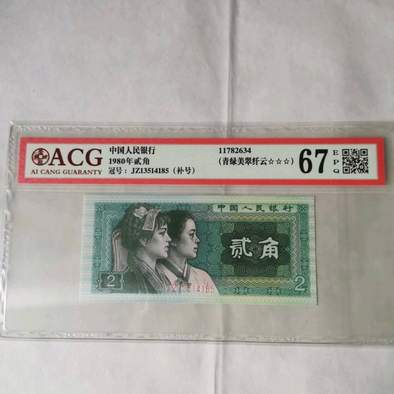 ACG
AI CANG GUARANTY
中国人民银行
1980年贰角
冠号：JZ13514185（补号）
11782634
（青绿美翠纤云☆☆☆）
67
EPQ
中国人民银行
贰角
2
2